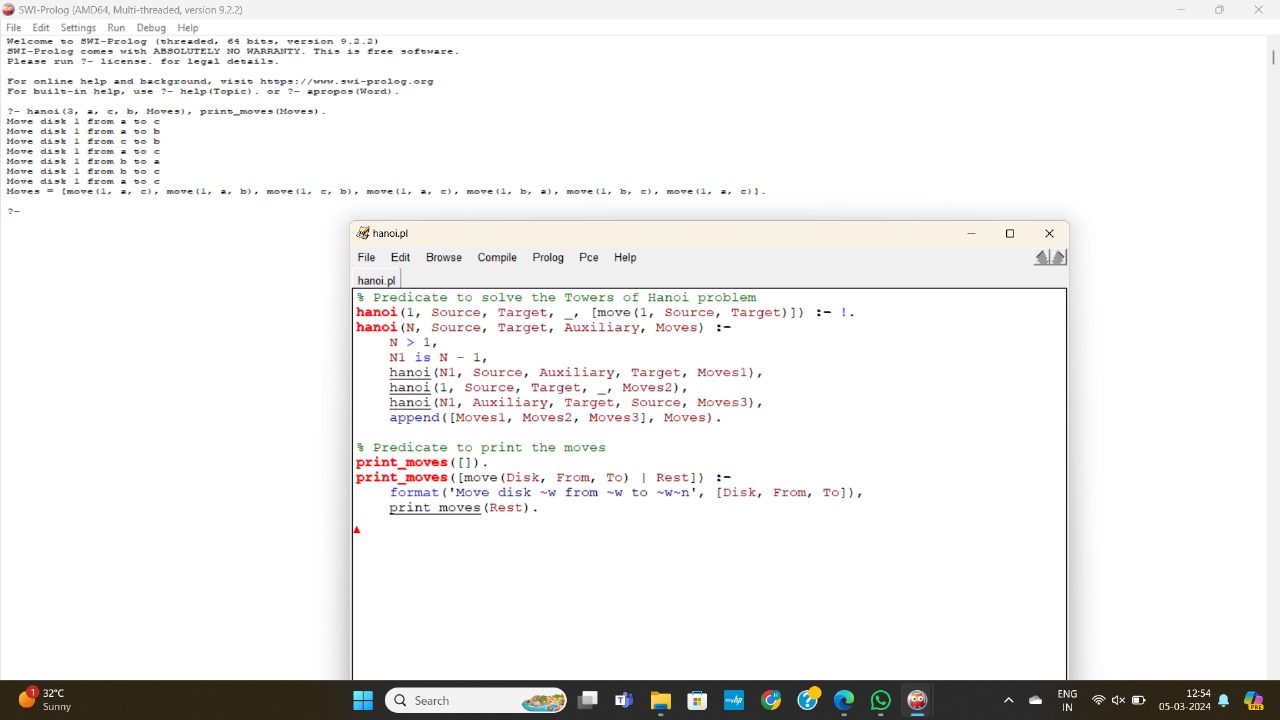 SWI-Prolog (AMD64, Multi-threaded, version 9.2.2)
File Edit Settings Run Debug Help
Welcome to SWI-Prolog (threaded, 64 bits, version 9.2.2)
SWI-Prolog comes with ABSOLUTELY NO WARRANTY. This is free software.
Please run ?- license. for legal details.
For online help and background, visit https://www.swi-prolog.org
For built-in help, use ?- help(Topic). or ?- apropos(Word).
?- hanoi(3, a, c, b, Moves), print_moves(Moves).
Move disk 1 from a to c
Move disk 1 from a to b
Move disk 1 from c to b
Move disk 1 from a to c
Move disk 1 from b to a
Move disk 1 from b to c
Move disk 1 from a to c
Moves = [move(1, a, c), move(1, a, b), move(1, c, b), move(1, a, c), move(1, b, a), move(1, b, c), move(1, a, c)].
?-
hanoi.pl
File Edit Browse Compile Prolog Pce Help
hanoi.pl
% Predicate to solve the Towers of Hanoi problem
hanoi(1, Source, Target, _, [move(1, Source, Target)]) :- !.
hanoi(N, Source, Target, Auxiliary, Moves) :-
N > 1,
N1 is N - 1,
hanoi(N1, Source, Auxiliary, Target, Moves1),
hanoi(1, Source, Target, _, Moves2),
hanoi(N1, Auxiliary, Target, Source, Moves3),
append([Moves1, Moves2, Moves3], Moves).
% Predicate to print the moves
print_moves([]).
print_moves([move(Disk, From, To) | Rest]) :-
format('Move disk ~w from ~w to ~w~n', [Disk, From, To]),
print_moves(Rest).
1
32°C
Sunny
Search
ENG
IN
12:54
05-03-2024